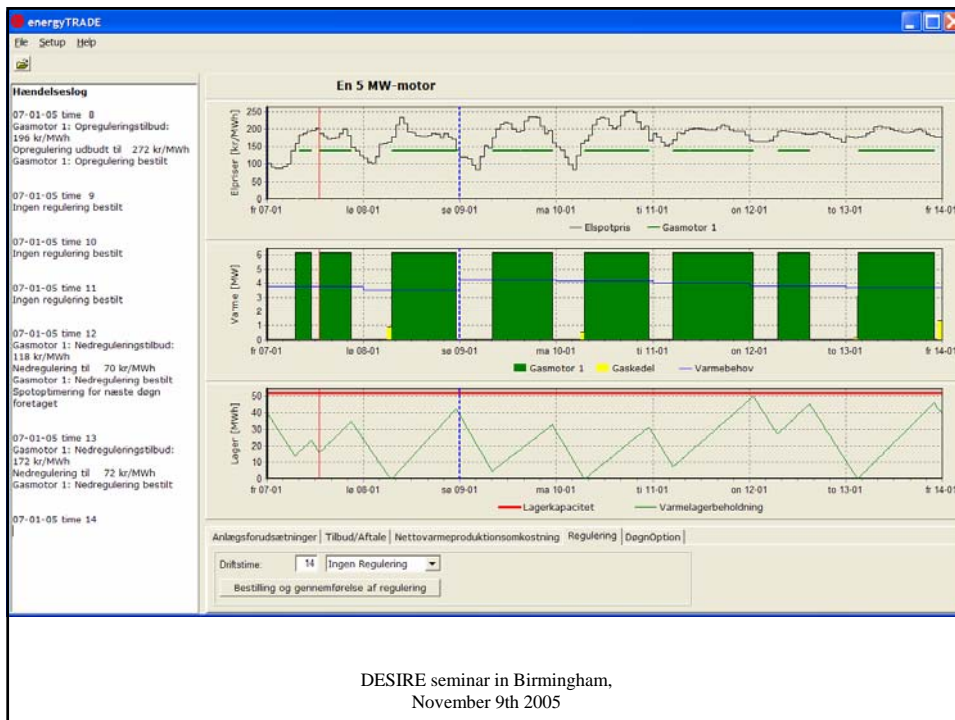 energyTRADE
File Setup Help
Hændelseslog
07-01-05 time 8
Gasmotor 1: Opreguleringstilbud:
196 kr/MWh
Opregulering udbudt til 272 kr/MWh
Gasmotor 1: Opregulering bestilt
07-01-05 time 9
Ingen regulering bestilt
07-01-05 time 10
Ingen regulering bestilt
07-01-05 time 11
Ingen regulering bestilt
07-01-05 time 12
Gasmotor 1: Nedreguleringstilbud:
118 kr/MWh
Nedregulering til 70 kr/MWh
Gasmotor 1: Nedregulering bestilt
Spotoptimering for næste døgn
foretaget
07-01-05 time 13
Gasmotor 1: Nedreguleringstilbud:
172 kr/MWh
Nedregulering til 72 kr/MWh
Gasmotor 1: Nedregulering bestilt
07-01-05 time 14
En 5 MW-motor
Elpriser [kr/MWh]
250
200
150
100
50
0
fr 07-01 lø 08-01 sø 09-01 ma 10-01 ti 11-01 on 12-01 to 13-01 fr 14-01
Elspotpris Gasmotor 1
Varme [MW]
6
5
4
3
2
1
0
fr 07-01 lø 08-01 sø 09-01 ma 10-01 ti 11-01 on 12-01 to 13-01 fr 14-01
Gasmotor 1 Gaskedel Varmebehov
Lager [MWh]
50
40
30
20
10
0
fr 07-01 lø 08-01 sø 09-01 ma 10-01 ti 11-01 on 12-01 to 13-01 fr 14-01
Lagerkapacitet Varmelagerbeholdning
Anlægsforudsætninger Tilbud/Aftale Nettovarmeproduktionsomkostning Regulering DøgnOption
Driftstime: 14 Ingen Regulering
Bestilling og gennemførelse af regulering
DESIRE seminar in Birmingham,
November 9th 2005